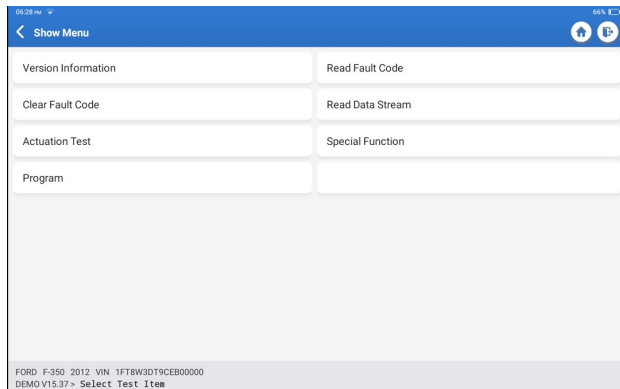 06:28 PM
66%
Show Menu
Version Information
Read Fault Code
Clear Fault Code
Read Data Stream
Actuation Test
Special Function
Program
FORD F-350 2012 VIN 1FT8W3DT9CEB00000
DEMO V15.37 > Select Test Item